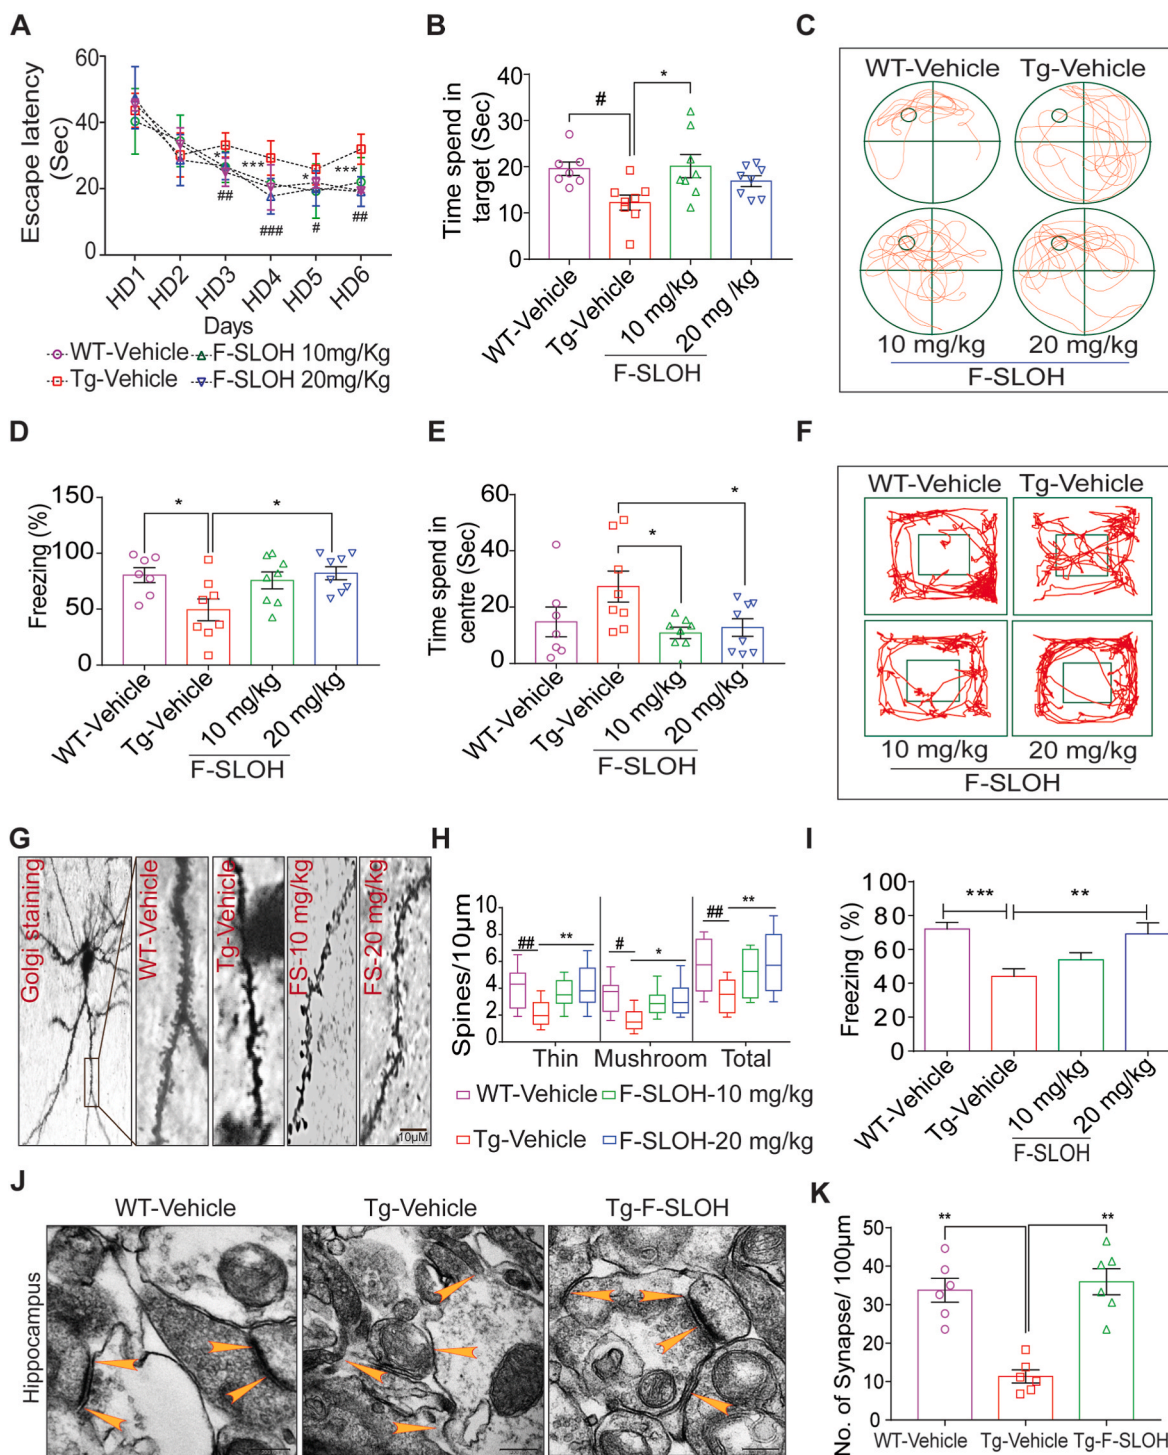 A
60
40
20
0
Escape latency
(Sec)
*
***
*
***
##
###
#
##
HD1
HD2
HD3
HD4
HD5
HD6
Days
WT-Vehicle
F-SLOH 10mg/Kg
Tg-Vehicle
F-SLOH 20mg/Kg
B
Time spend in
target (Sec)
40
30
20
10
0
#
*
WT-Vehicle
Tg-Vehicle
10 mg/kg
20 mg /kg
F-SLOH
C
WT-Vehicle
Tg-Vehicle
10 mg/kg
20 mg/kg
F-SLOH
D
Freezing (%)
150
100
50
0
*
*
WT-Vehicle
Tg-Vehicle
10 mg/kg
20 mg/kg
F-SLOH
E
Time spend in
centre (Sec)
60
40
20
0
*
*
WT-Vehicle
Tg-Vehicle
10 mg/kg
20 mg/kg
F-SLOH
F
WT-Vehicle
Tg-Vehicle
10 mg/kg
20 mg/kg
F-SLOH
G
Golgi staining
WT-Vehicle
Tg-Vehicle
FS-10 mg/kg
FS-20 mg/kg
10μM
H
Spines/10μm
10
8
6
4
2
0
##
**
#
*
##
**
Thin
Mushroom
Total
WT-Vehicle
F-SLOH-10 mg/kg
Tg-Vehicle
F-SLOH-20 mg/kg
I
Freezing (%)
100
80
60
40
20
0
***
**
WT-Vehicle
Tg-Vehicle
10 mg/kg
20 mg/kg
F-SLOH
J
WT-Vehicle
Tg-Vehicle
Tg-F-SLOH
Hippocampus
K
No. of Synapse/ 100μm
50
40
30
20
10
0
**
**
WT-Vehicle
Tg-Vehicle
Tg-F-SLOH